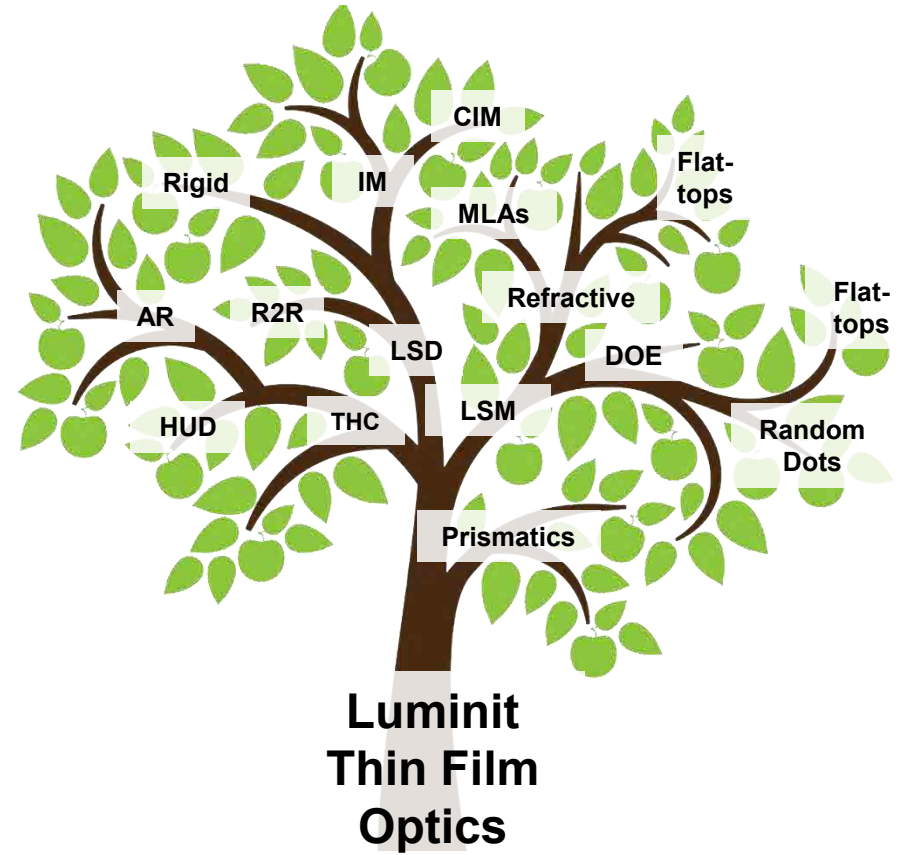 CIM
Rigid
IM
Flat-
tops
MLAs
AR
R2R
Refractive
Flat-
tops
LSD
DOE
HUD
THC
LSM
Random
Dots
Prismatics
Luminit
Thin Film
Optics